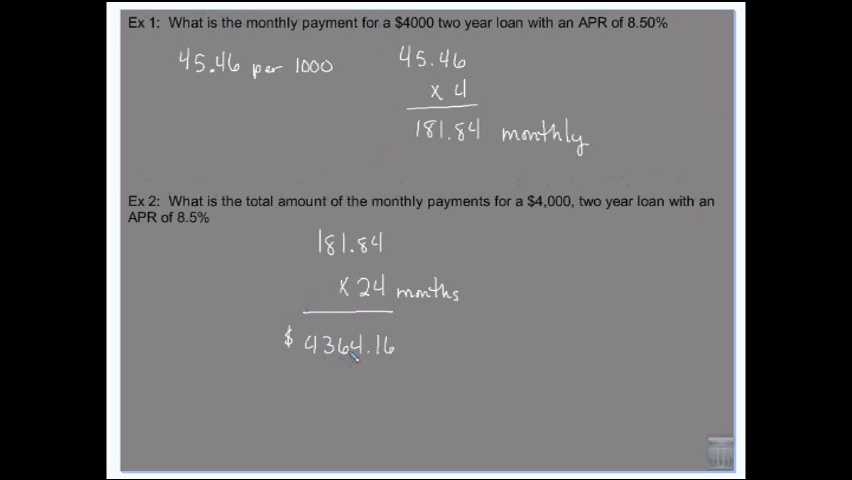 Ex 1: What is the monthly payment for a $4000 two year loan with an APR of 8.50%
45.46 per 1000
45.46
x 4
181.84 monthly
Ex 2: What is the total amount of the monthly payments for a $4,000, two year loan with an
APR of 8.5%
181.84
x 24 months
$ 4364.16